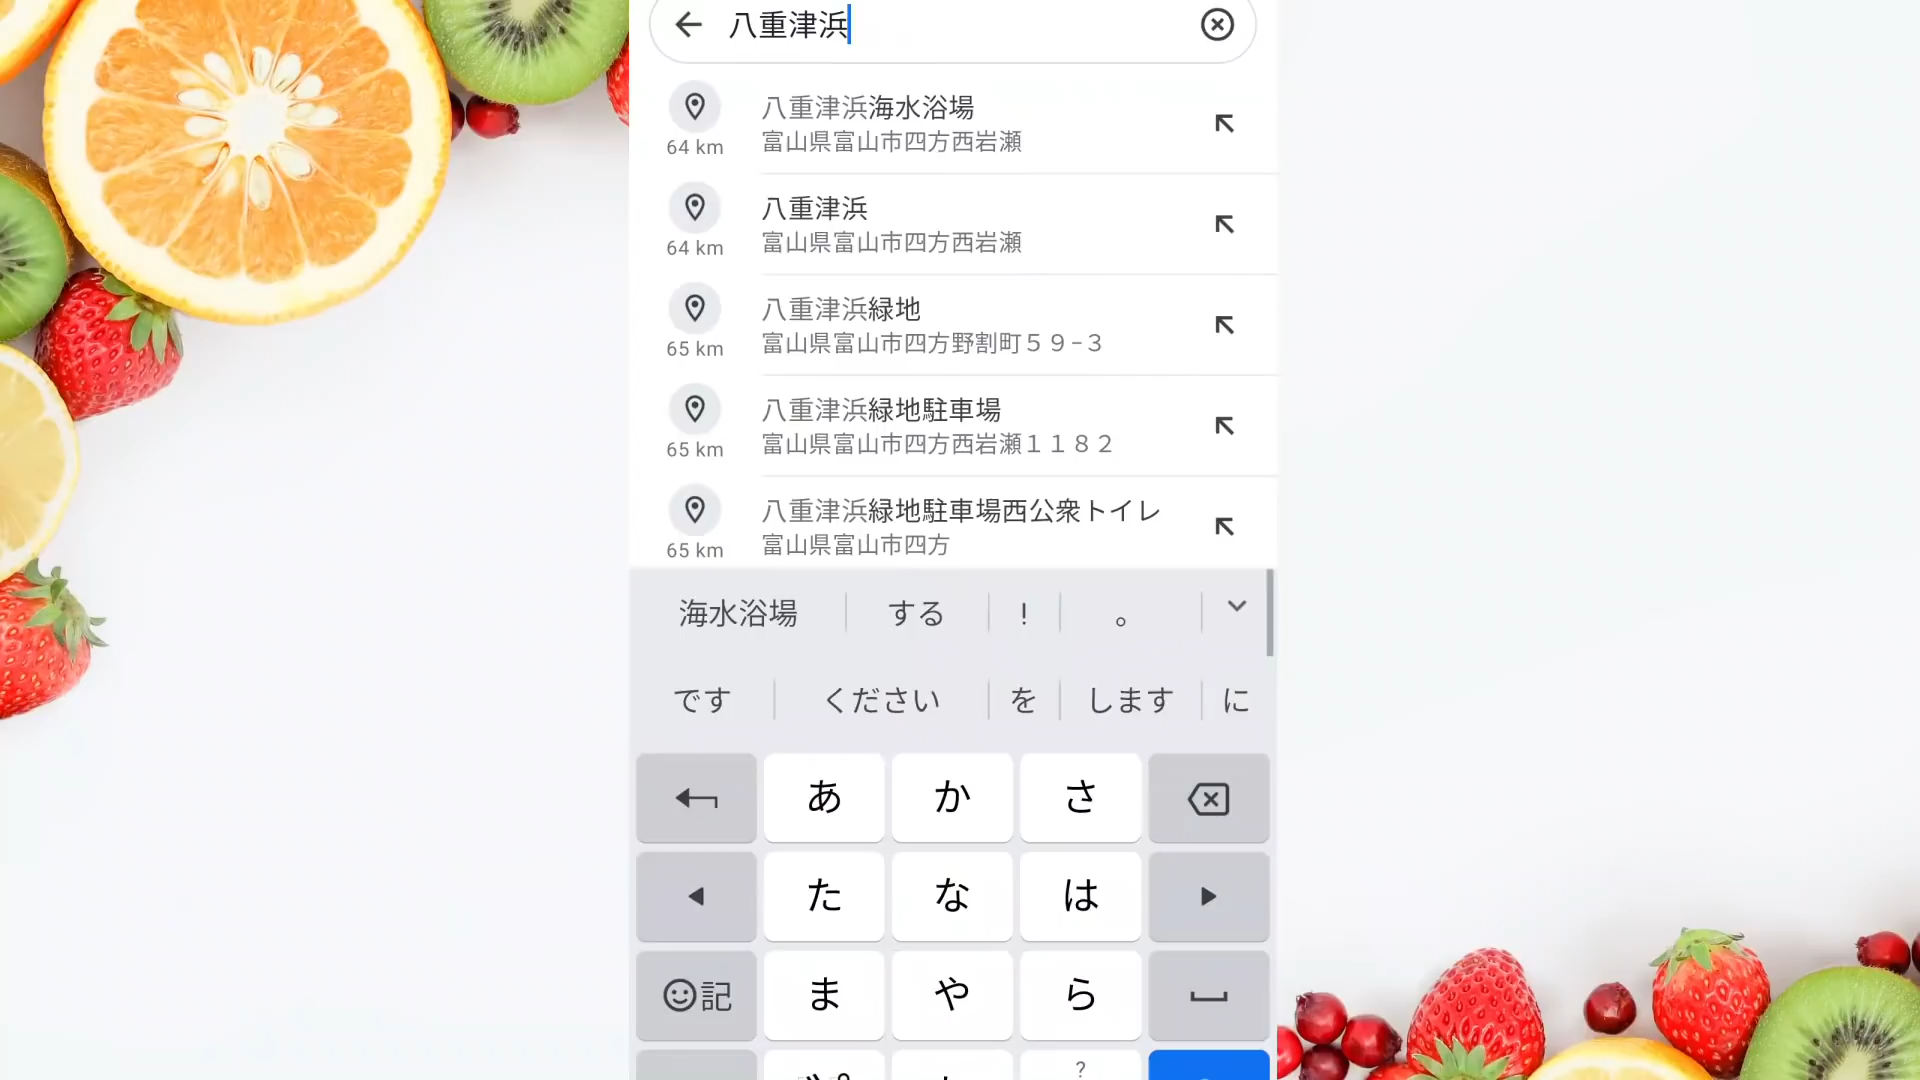 八重津浜
八重津浜海水浴場
64 km
富山県富山市四方西岩瀬
八重津浜
64 km
富山県富山市四方西岩瀬
八重津浜緑地
65 km
富山県富山市四方野割町５９−３
八重津浜緑地駐車場
65 km
富山県富山市四方西岩瀬１１８２
八重津浜緑地駐車場西公衆トイレ
65 km
富山県富山市四方
海水浴場 する ! 。
です ください を します に
あ か さ
た な は
記 ま や ら
?